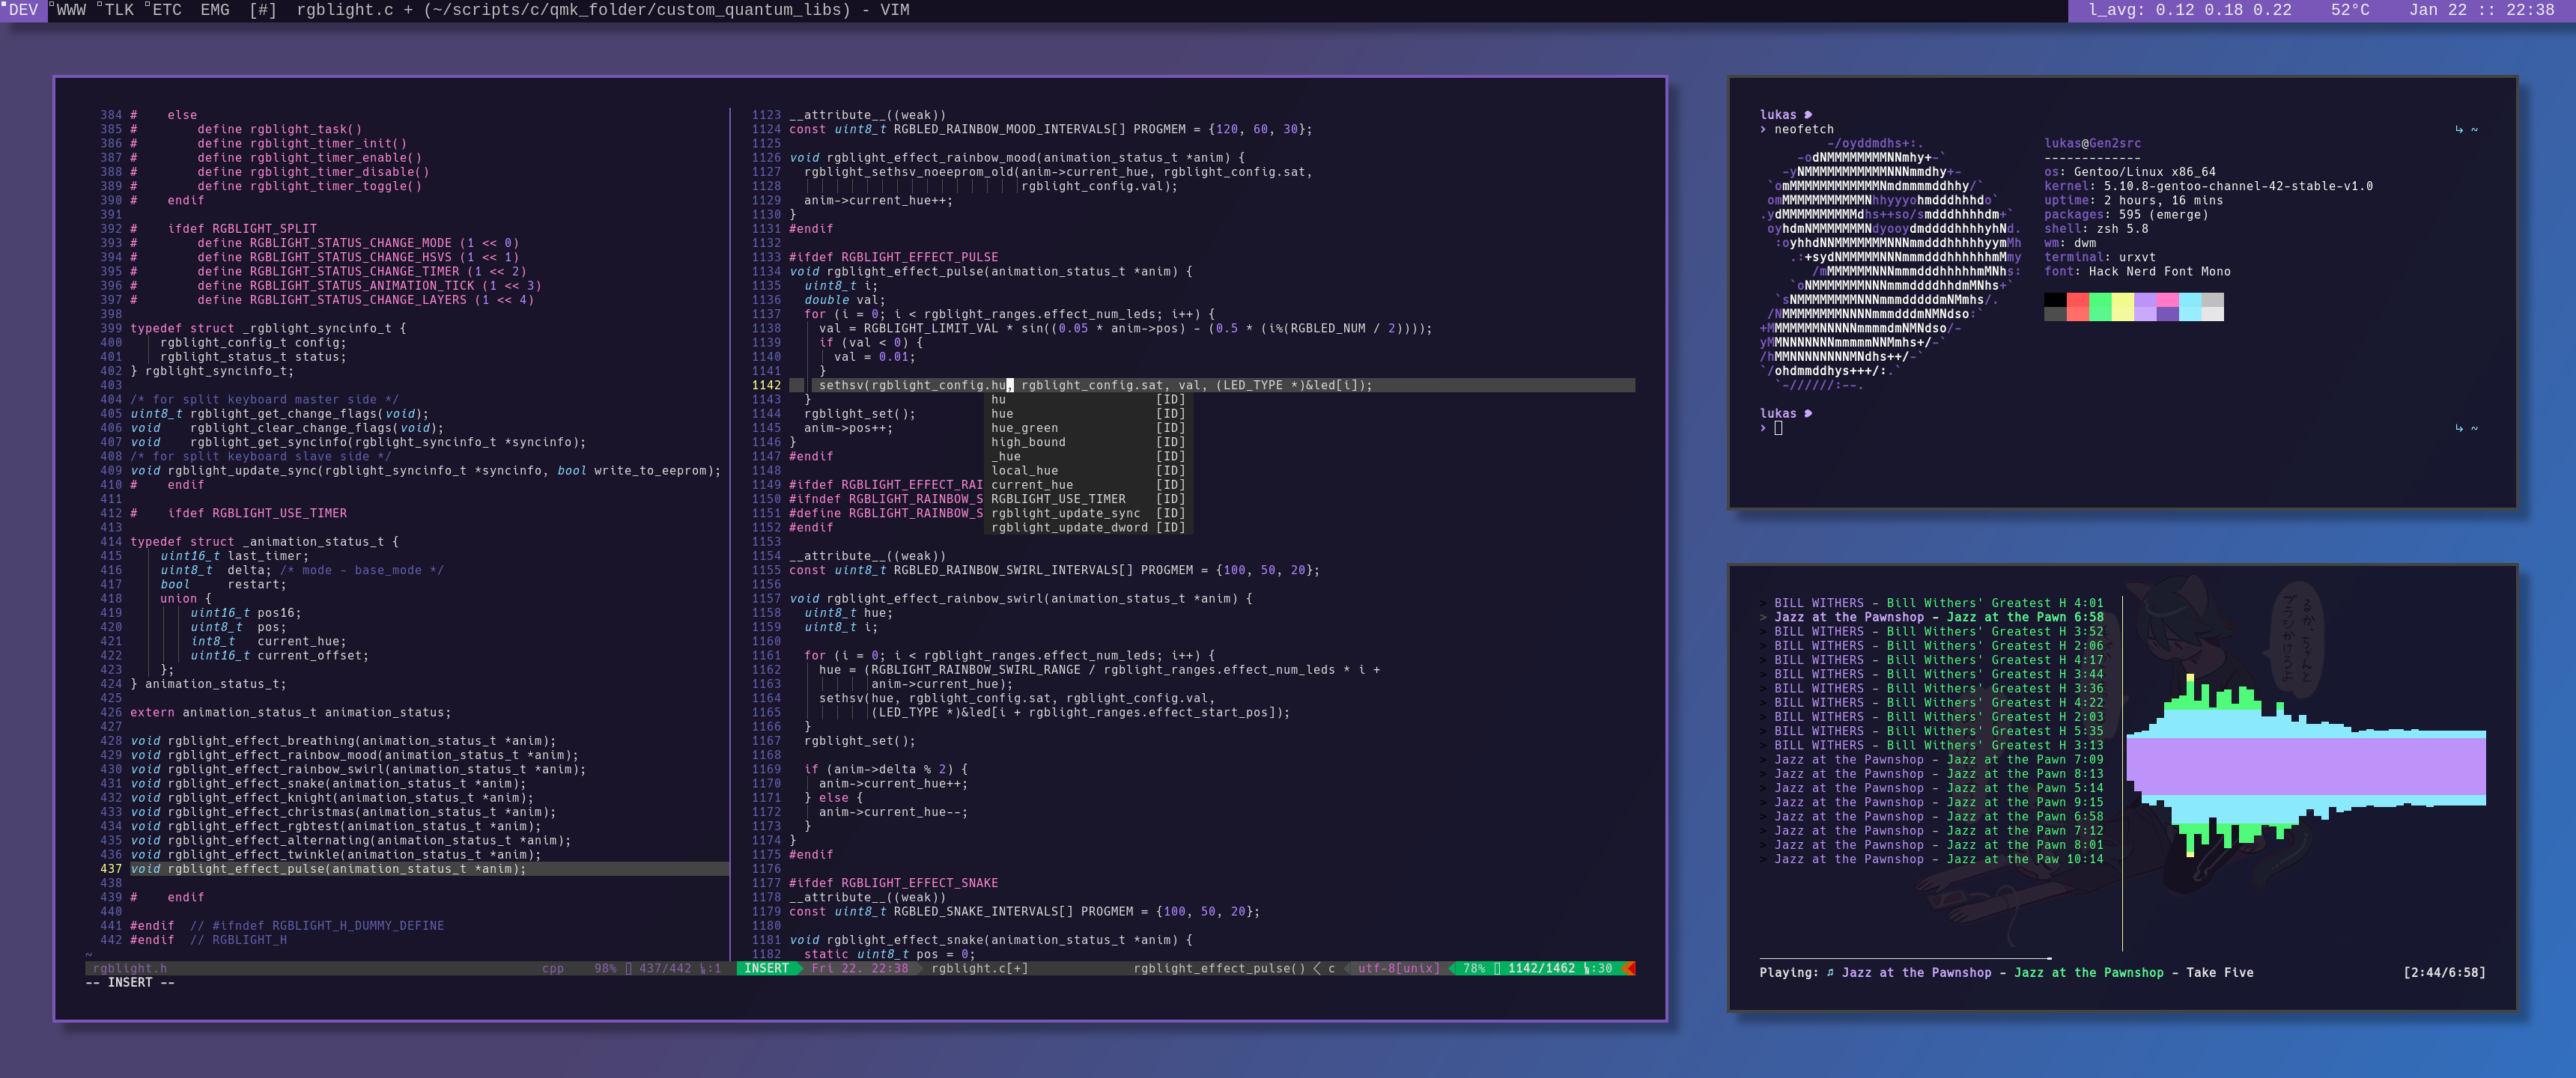 DEV WWW TLK ETC EMG [#] rgblight.c + (~/scripts/c/qmk_folder/custom_quantum_libs) - VIM
l_avg: 0.12 0.18 0.22 52°C Jan 22 :: 22:38
384 # else
385 # define rgblight_task()
386 # define rgblight_timer_init()
387 # define rgblight_timer_enable()
388 # define rgblight_timer_disable()
389 # define rgblight_timer_toggle()
390 # endif
391
392 # ifdef RGBLIGHT_SPLIT
393 # define RGBLIGHT_STATUS_CHANGE_MODE (1 << 0)
394 # define RGBLIGHT_STATUS_CHANGE_HSVS (1 << 1)
395 # define RGBLIGHT_STATUS_CHANGE_TIMER (1 << 2)
396 # define RGBLIGHT_STATUS_ANIMATION_TICK (1 << 3)
397 # define RGBLIGHT_STATUS_CHANGE_LAYERS (1 << 4)
398
399 typedef struct _rgblight_syncinfo_t {
400 rgblight_config_t config;
401 rgblight_status_t status;
402 } rgblight_syncinfo_t;
403
404 /* for split keyboard master side */
405 uint8_t rgblight_get_change_flags(void);
406 void rgblight_clear_change_flags(void);
407 void rgblight_get_syncinfo(rgblight_syncinfo_t *syncinfo);
408 /* for split keyboard slave side */
409 void rgblight_update_sync(rgblight_syncinfo_t *syncinfo, bool write_to_eeprom);
410 # endif
411
412 # ifdef RGBLIGHT_USE_TIMER
413
414 typedef struct _animation_status_t {
415 uint16_t last_timer;
416 uint8_t delta; /* mode - base_mode */
417 bool restart;
418 union {
419 uint16_t pos16;
420 uint8_t pos;
421 int8_t current_hue;
422 uint16_t current_offset;
423 };
424 } animation_status_t;
425
426 extern animation_status_t animation_status;
427
428 void rgblight_effect_breathing(animation_status_t *anim);
429 void rgblight_effect_rainbow_mood(animation_status_t *anim);
430 void rgblight_effect_rainbow_swirl(animation_status_t *anim);
431 void rgblight_effect_snake(animation_status_t *anim);
432 void rgblight_effect_knight(animation_status_t *anim);
433 void rgblight_effect_christmas(animation_status_t *anim);
434 void rgblight_effect_rgbtest(animation_status_t *anim);
435 void rgblight_effect_alternating(animation_status_t *anim);
436 void rgblight_effect_twinkle(animation_status_t *anim);
437 void rgblight_effect_pulse(animation_status_t *anim);
438
439 # endif
440
441 #endif // #ifndef RGBLIGHT_H_DUMMY_DEFINE
442 #endif // RGBLIGHT_H
~
rgblight.h cpp 98% 437/442 :1
-- INSERT --
1123 __attribute__((weak))
1124 const uint8_t RGBLED_RAINBOW_MOOD_INTERVALS[] PROGMEM = {120, 60, 30};
1125
1126 void rgblight_effect_rainbow_mood(animation_status_t *anim) {
1127 rgblight_sethsv_noeeprom_old(anim->current_hue, rgblight_config.sat,
1128 rgblight_config.val);
1129 anim->current_hue++;
1130 }
1131 #endif
1132
1133 #ifdef RGBLIGHT_EFFECT_PULSE
1134 void rgblight_effect_pulse(animation_status_t *anim) {
1135 uint8_t i;
1136 double val;
1137 for (i = 0; i < rgblight_ranges.effect_num_leds; i++) {
1138 val = RGBLIGHT_LIMIT_VAL * sin((0.05 * anim->pos) - (0.5 * (i%(RGBLED_NUM / 2))));
1139 if (val < 0) {
1140 val = 0.01;
1141 }
1142 sethsv(rgblight_config.hu, rgblight_config.sat, val, (LED_TYPE *)&led[i]);
1143 } hu [ID]
1144 rgblight_set(); hue [ID]
1145 anim->pos++; hue_green [ID]
1146 } high_bound [ID]
1147 #endif _hue [ID]
1148 local_hue [ID]
1149 #ifdef RGBLIGHT_EFFECT_RAI current_hue [ID]
1150 #ifndef RGBLIGHT_RAINBOW_S RGBLIGHT_USE_TIMER [ID]
1151 #define RGBLIGHT_RAINBOW_S rgblight_update_sync [ID]
1152 #endif rgblight_update_dword [ID]
1153
1154 __attribute__((weak))
1155 const uint8_t RGBLED_RAINBOW_SWIRL_INTERVALS[] PROGMEM = {100, 50, 20};
1156
1157 void rgblight_effect_rainbow_swirl(animation_status_t *anim) {
1158 uint8_t hue;
1159 uint8_t i;
1160
1161 for (i = 0; i < rgblight_ranges.effect_num_leds; i++) {
1162 hue = (RGBLIGHT_RAINBOW_SWIRL_RANGE / rgblight_ranges.effect_num_leds * i +
1163 anim->current_hue);
1164 sethsv(hue, rgblight_config.sat, rgblight_config.val,
1165 (LED_TYPE *)&led[i + rgblight_ranges.effect_start_pos]);
1166 }
1167 rgblight_set();
1168
1169 if (anim->delta % 2) {
1170 anim->current_hue++;
1171 } else {
1172 anim->current_hue--;
1173 }
1174 }
1175 #endif
1176
1177 #ifdef RGBLIGHT_EFFECT_SNAKE
1178 __attribute__((weak))
1179 const uint8_t RGBLED_SNAKE_INTERVALS[] PROGMEM = {100, 50, 20};
1180
1181 void rgblight_effect_snake(animation_status_t *anim) {
1182 static uint8_t pos = 0;
INSERT Fri 22. 22:38 rgblight.c[+] rgblight_effect_pulse() < c utf-8[unix] 78% 1142/1462 :30
lukas
› neofetch ~
lukas@Gen2src
-------------
os: Gentoo/Linux x86_64
kernel: 5.10.8-gentoo-channel-42-stable-v1.0
uptime: 2 hours, 16 mins
packages: 595 (emerge)
shell: zsh 5.8
wm: dwm
terminal: urxvt
font: Hack Nerd Font Mono
lukas
› ~
> BILL WITHERS - Bill Withers' Greatest H 4:01
> Jazz at the Pawnshop - Jazz at the Pawn 6:58
> BILL WITHERS - Bill Withers' Greatest H 3:52
> BILL WITHERS - Bill Withers' Greatest H 2:06
> BILL WITHERS - Bill Withers' Greatest H 4:17
> BILL WITHERS - Bill Withers' Greatest H 3:44
> BILL WITHERS - Bill Withers' Greatest H 3:36
> BILL WITHERS - Bill Withers' Greatest H 4:22
> BILL WITHERS - Bill Withers' Greatest H 2:03
> BILL WITHERS - Bill Withers' Greatest H 5:35
> BILL WITHERS - Bill Withers' Greatest H 3:13
> Jazz at the Pawnshop - Jazz at the Pawn 7:09
> Jazz at the Pawnshop - Jazz at the Pawn 8:13
> Jazz at the Pawnshop - Jazz at the Pawn 5:14
> Jazz at the Pawnshop - Jazz at the Pawn 9:15
> Jazz at the Pawnshop - Jazz at the Pawn 6:58
> Jazz at the Pawnshop - Jazz at the Pawn 7:12
> Jazz at the Pawnshop - Jazz at the Pawn 8:01
> Jazz at the Pawnshop - Jazz at the Paw 10:14
Playing: ♫ Jazz at the Pawnshop - Jazz at the Pawnshop - Take Five [2:44/6:58]